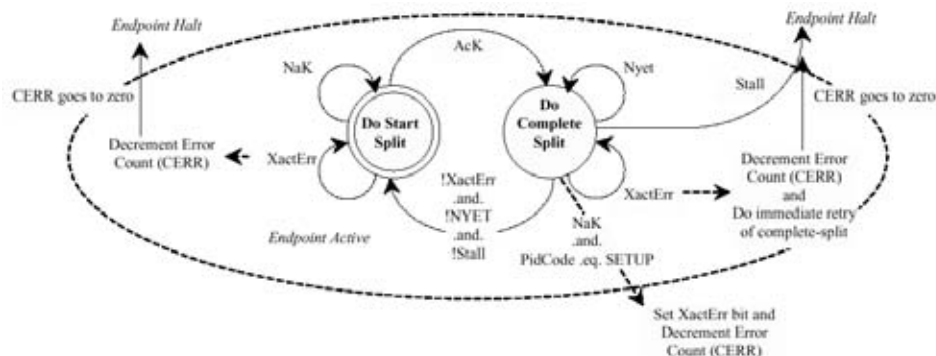 Endpoint Halt
Endpoint Halt
AcK
NaK
Nyet
Stall
CERR goes to zero
CERR goes to zero
Do Start
Split
Do
Complete
Split
Decrement Error
Count (CERR)
XactErr
XactErr
Decrement Error
Count (CERR)
and
Do immediate retry
of complete-split
!XactErr
.and.
!NYET
.and.
!Stall
Endpoint Active
NaK
.and.
PidCode .eq. SETUP
Set XactErr bit and
Decrement Error
Count (CERR)